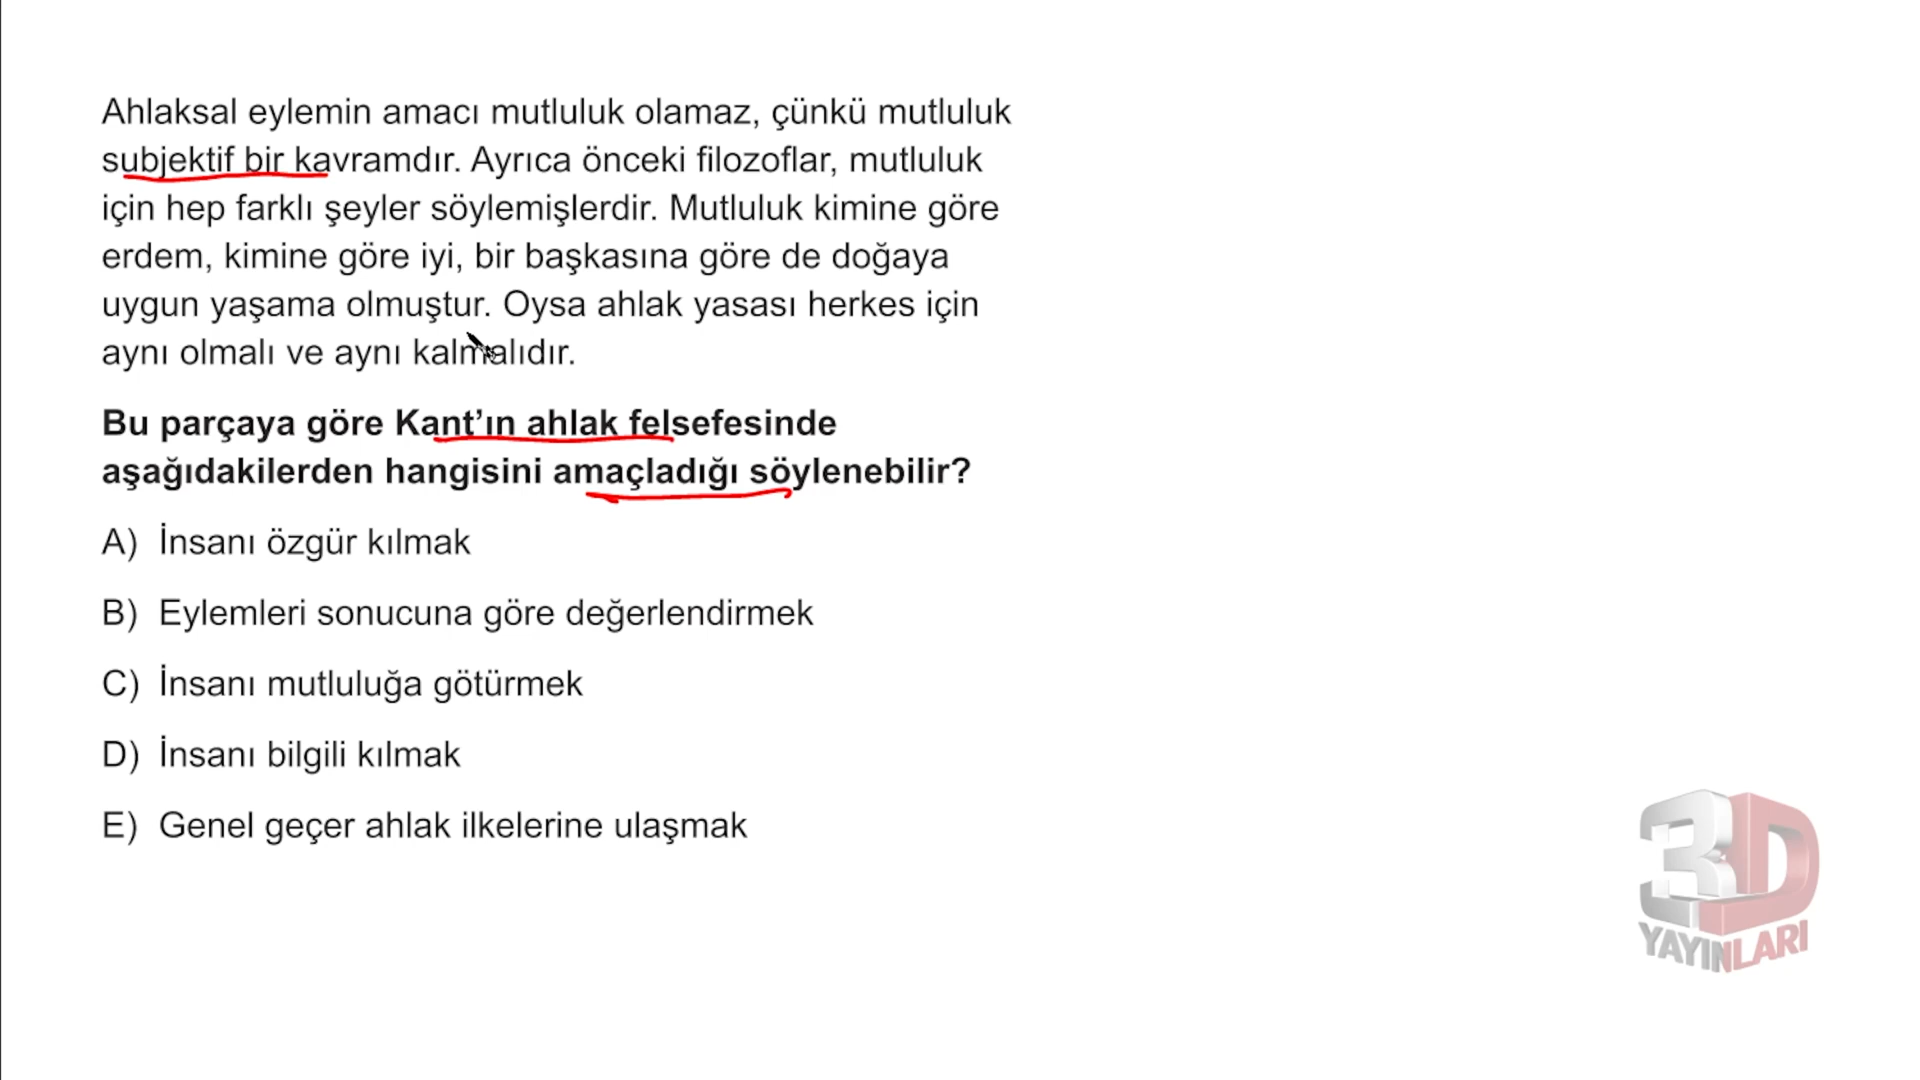 Ahlaksal eylemin amacı mutluluk olamaz, çünkü mutluluk
subjektif bir kavramdır. Ayrıca önceki filozoflar, mutluluk
için hep farklı şeyler söylemişlerdir. Mutluluk kimine göre
erdem, kimine göre iyi, bir başkasına göre de doğaya
uygun yaşama olmuştur. Oysa ahlak yasası herkes için
aynı olmalı ve aynı kalmalıdır.
Bu parçaya göre Kant’ın ahlak felsefesinde
aşağıdakilerden hangisini amaçladığı söylenebilir?
A) İnsanı özgür kılmak
B) Eylemleri sonucuna göre değerlendirmek
C) İnsanı mutluluğa götürmek
D) İnsanı bilgili kılmak
E) Genel geçer ahlak ilkelerine ulaşmak
3D
YAYINLARI